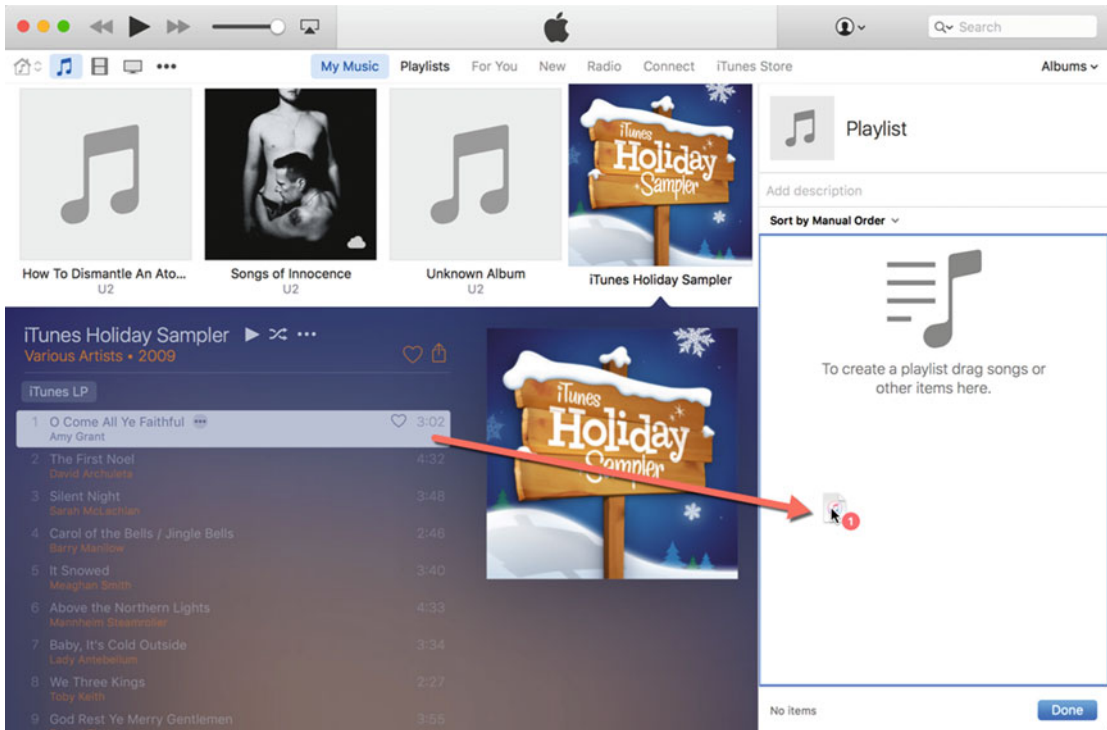 Search
My Music Playlists For You New Radio Connect iTunes Store
Albums
iTunes
Holiday
Sampler
How To Dismantle An Ato...
U2
Songs of Innocence
U2
Unknown Album
U2
iTunes Holiday Sampler
Playlist
Add description
Sort by Manual Order
To create a playlist drag songs or
other items here.
1
No items
Done
iTunes Holiday Sampler
Various Artists • 2009
iTunes LP
1 O Come All Ye Faithful 3:02
Amy Grant
2 The First Noel 4:32
David Archuleta
3 Silent Night 3:48
Sarah McLachlan
4 Carol of the Bells / Jingle Bells 2:48
Barry Manilow
5 It Snowed 3:40
Meaghan Smith
6 Above the Northern Lights 4:33
Mannheim Steamroller
7 Baby, It's Cold Outside 3:34
Lady Antebellum
8 We Three Kings 2:27
Toby Keith
9 God Rest Ye Merry Gentlemen 3:55
iTunes
Holiday
Sampler